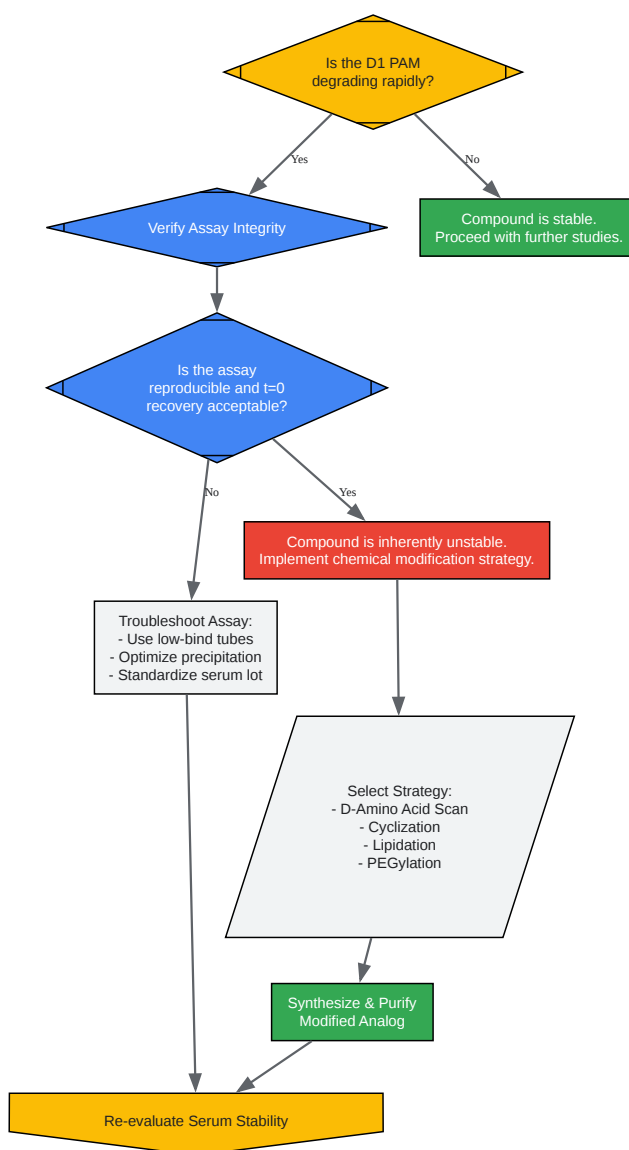 Is the D1 PAM
degrading rapidly?
Yes
No
Verify Assay Integrity
Compound is stable.
Proceed with further studies.
Is the assay
reproducible and t=0
recovery acceptable?
No
Yes
Compound is inherently unstable.
Implement chemical modification strategy.
Troubleshoot Assay:
- Use low-bind tubes
- Optimize precipitation
- Standardize serum lot
Select Strategy:
- D-Amino Acid Scan
- Cyclization
- Lipidation
- PEGylation
Synthesize & Purify
Modified Analog
Re-evaluate Serum Stability